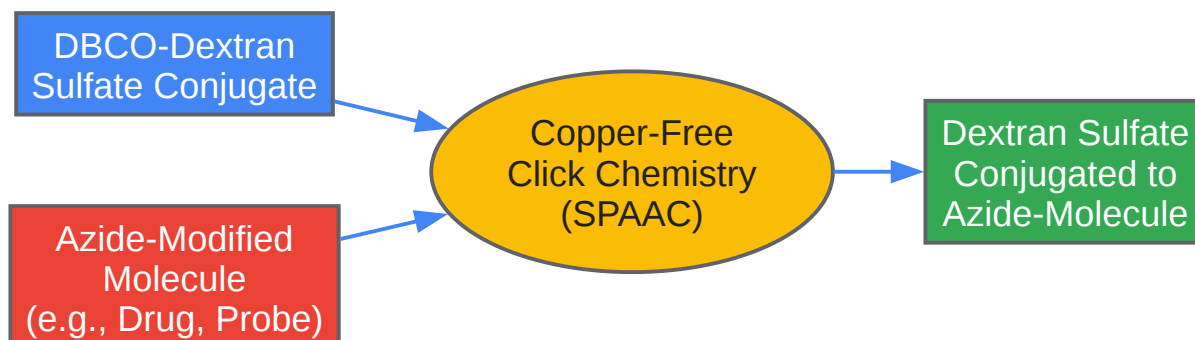 DBCO-Dextran
Sulfate Conjugate
Azide-Modified
Molecule
(e.g., Drug, Probe)
Copper-Free
Click Chemistry
(SPAAC)
Dextran Sulfate
Conjugated to
Azide-Molecule